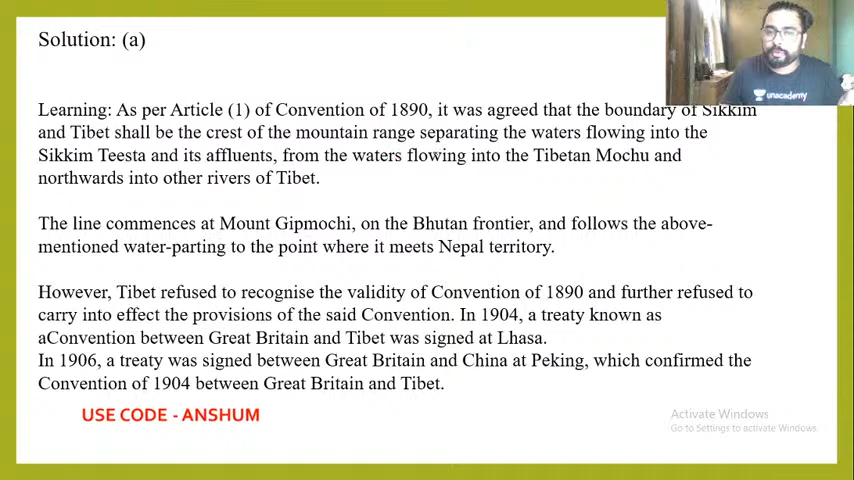 Solution: (a)
unacademy
Learning: As per Article (1) of Convention of 1890, it was agreed that the boundary of Sikkim
and Tibet shall be the crest of the mountain range separating the waters flowing into the
Sikkim Teesta and its affluents, from the waters flowing into the Tibetan Mochu and
northwards into other rivers of Tibet.
The line commences at Mount Gipmochi, on the Bhutan frontier, and follows the above-
mentioned water-parting to the point where it meets Nepal territory.
However, Tibet refused to recognise the validity of Convention of 1890 and further refused to
carry into effect the provisions of the said Convention. In 1904, a treaty known as
aConvention between Great Britain and Tibet was signed at Lhasa.
In 1906, a treaty was signed between Great Britain and China at Peking, which confirmed the
Convention of 1904 between Great Britain and Tibet.
USE CODE - ANSHUM
Activate Windows
Go to Settings to activate Windows.